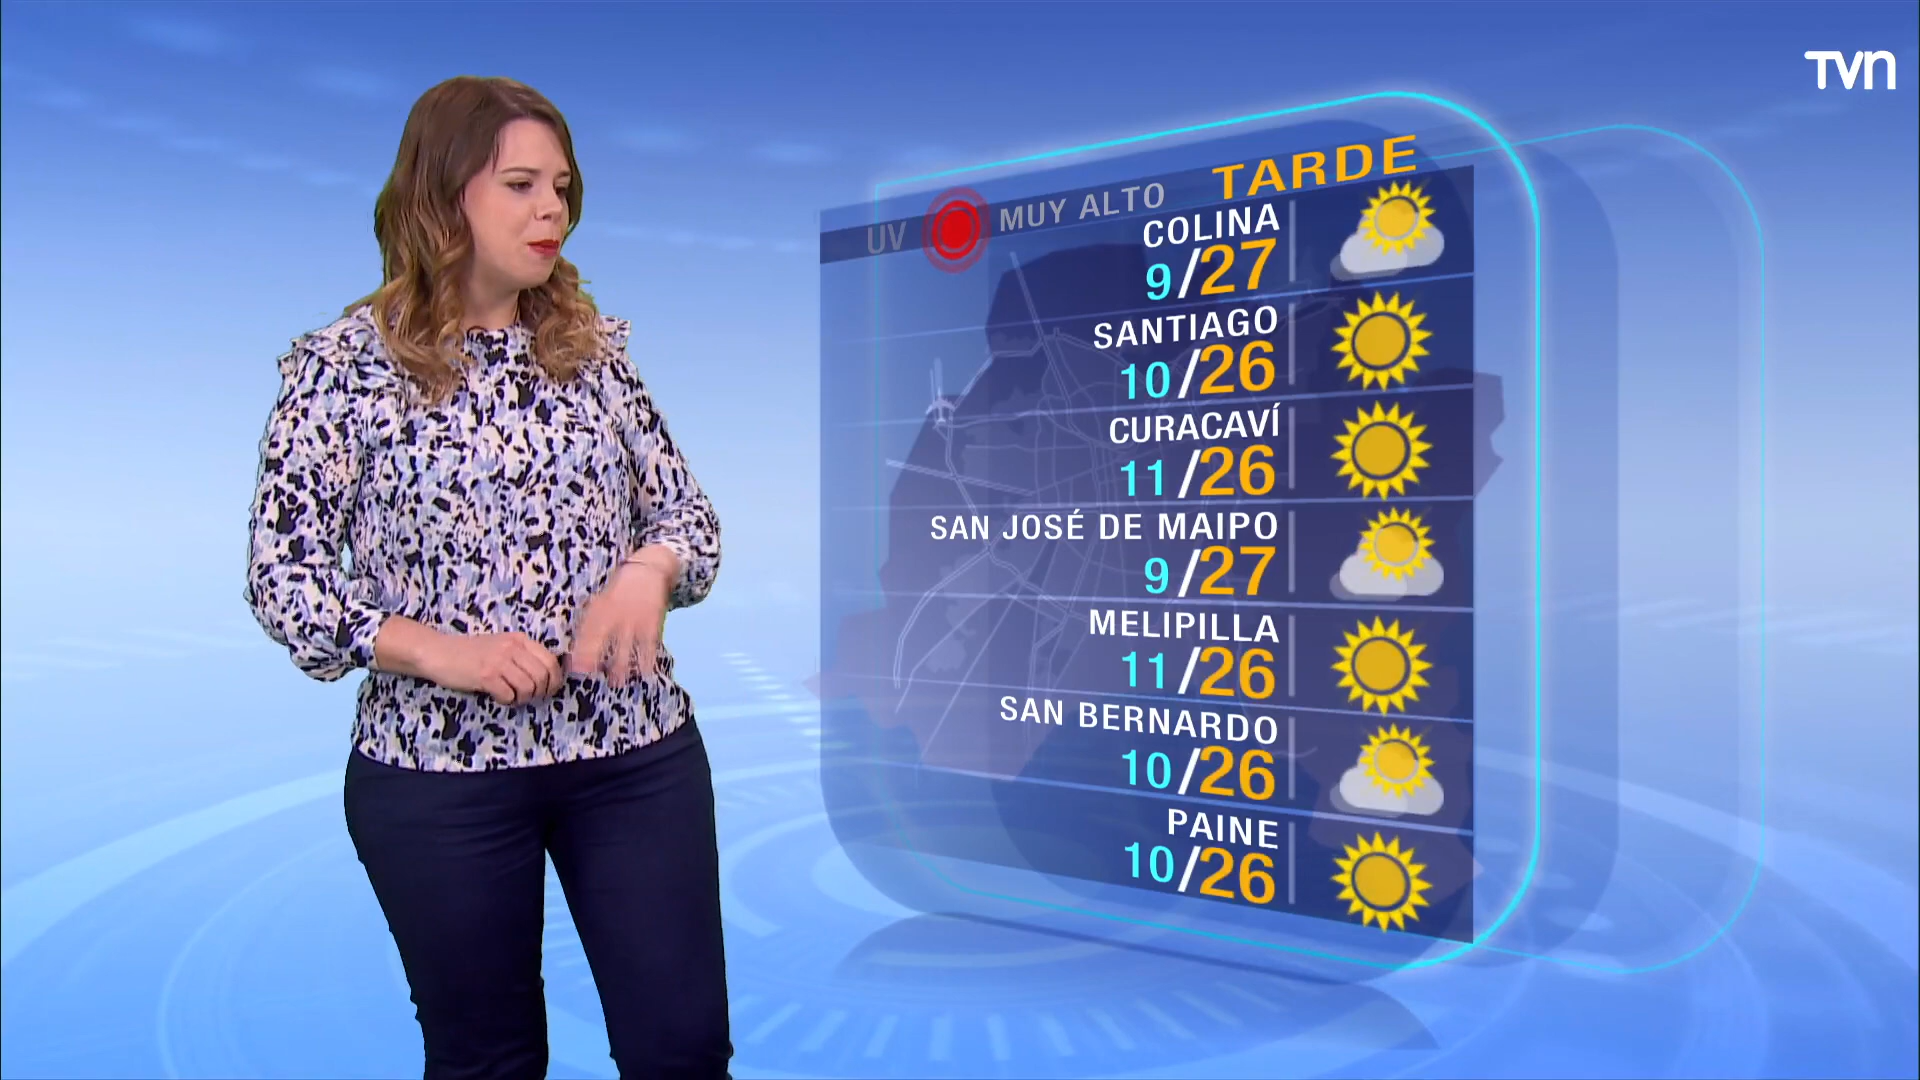 TVN
TARDE
UV MUY ALTO
COLINA
9/27
SANTIAGO
10/26
CURACAVÍ
11/26
SAN JOSÉ DE MAIPO
9/27
MELIPILLA
11/26
SAN BERNARDO
10/26
PAINE
10/26